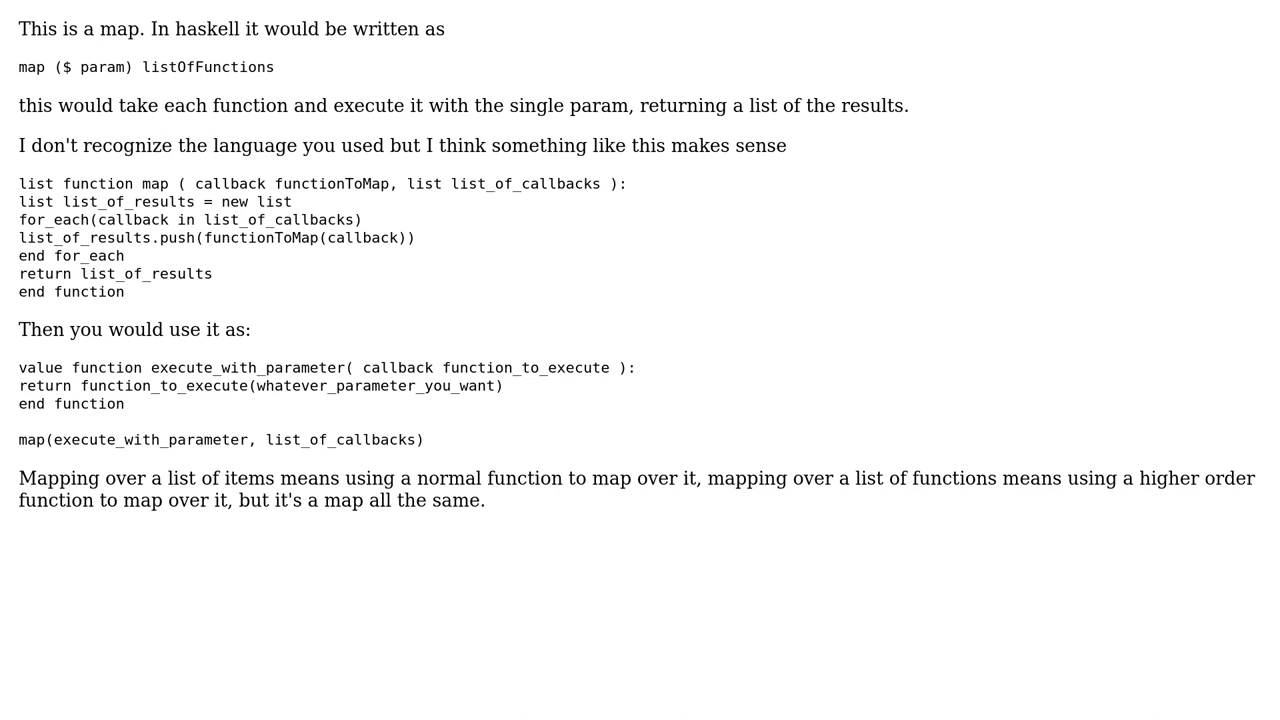 This is a map. In haskell it would be written as
map ($ param) listOfFunctions
this would take each function and execute it with the single param, returning a list of the results.
I don't recognize the language you used but I think something like this makes sense
list function map ( callback functionToMap, list list_of_callbacks ):
list list_of_results = new list
for_each(callback in list_of_callbacks)
list_of_results.push(functionToMap(callback))
end for_each
return list_of_results
end function
Then you would use it as:
value function execute_with_parameter( callback function_to_execute ):
return function_to_execute(whatever_parameter_you_want)
end function
map(execute_with_parameter, list_of_callbacks)
Mapping over a list of items means using a normal function to map over it, mapping over a list of functions means using a higher order
function to map over it, but it's a map all the same.